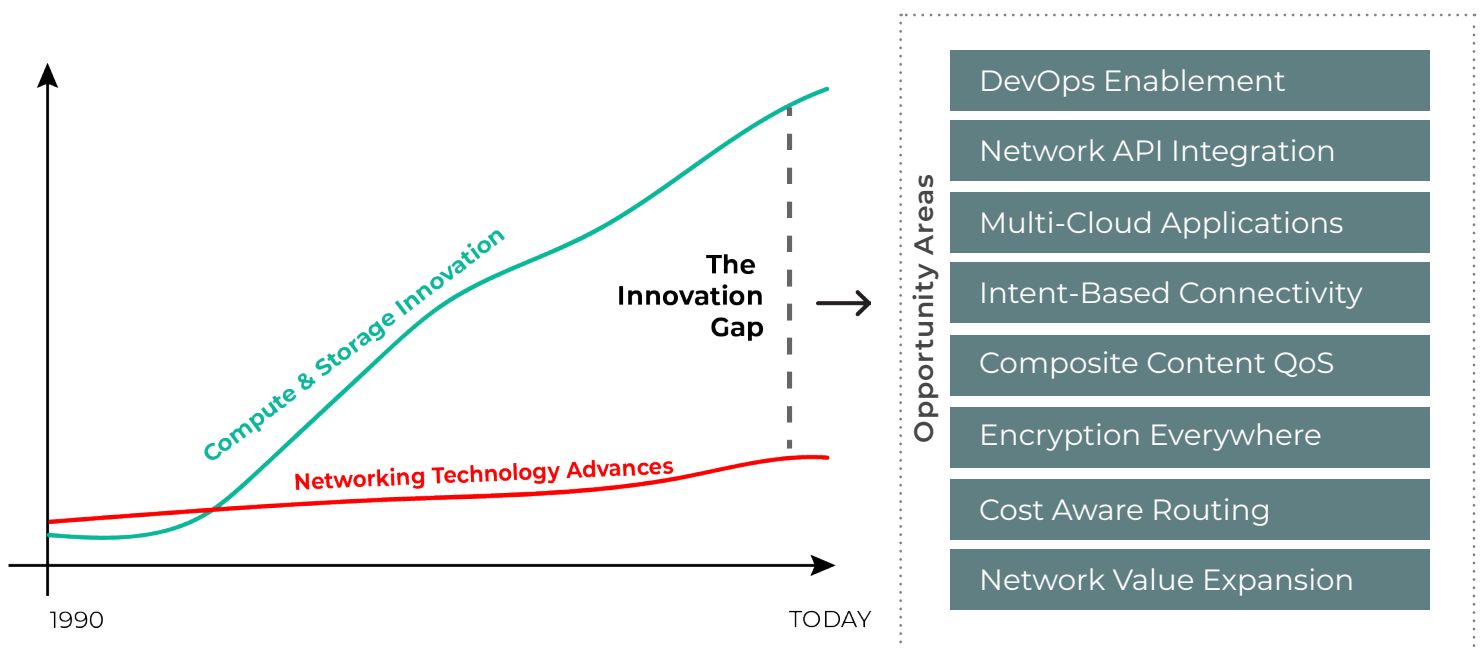 Compute & Storage Innovation
Networking Technology Advances
The
Innovation
Gap
1990
TODAY
Opportunity Areas
DevOps Enablement
Network API Integration
Multi-Cloud Applications
Intent-Based Connectivity
Composite Content QoS
Encryption Everywhere
Cost Aware Routing
Network Value Expansion